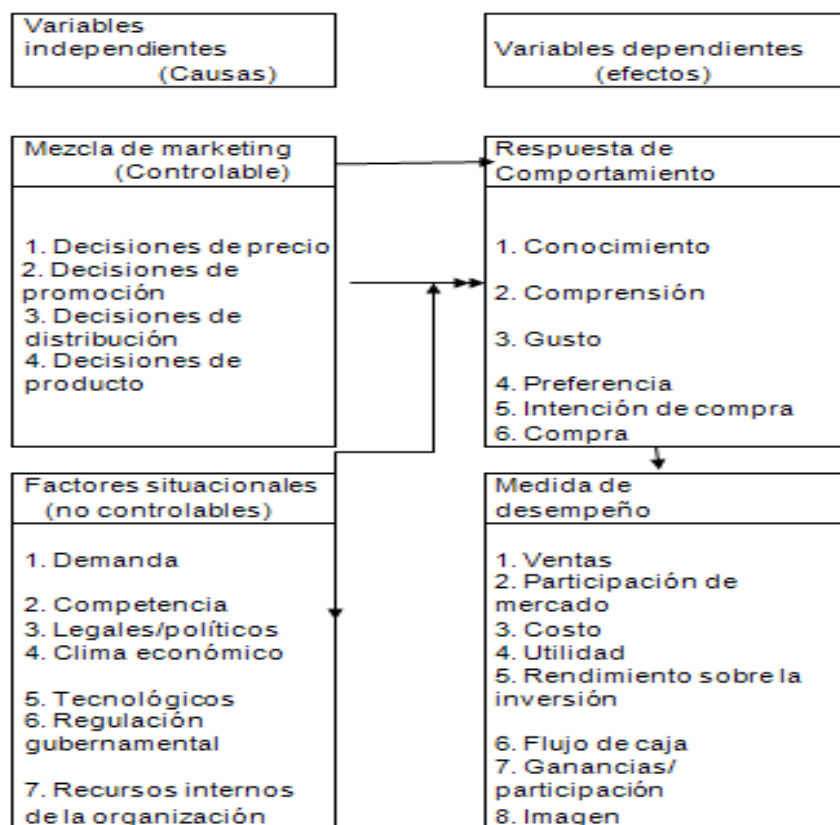 Variables
independientes
(Causas)
Variables dependientes
(efectos)
Mezcla de marketing
(Controlable)
1. Decisiones de precio
2. Decisiones de
promoción
3. Decisiones de
distribución
4. Decisiones de
producto
Respuesta de
Comportamiento
1. Conocimiento
2. Comprensión
3. Gusto
4. Preferencia
5. Intención de compra
6. Compra
Factores situacionales
(no controlables)
1. Demanda
2. Competencia
3. Legales/políticos
4. Clima económico
5. Tecnológicos
6. Regulación
gubernamental
7. Recursos internos
de la organización
Medida de
desempeño
1. Ventas
2. Participación de
mercado
3. Costo
4. Utilidad
5. Rendimiento sobre la
inversión
6. Flujo de caja
7. Ganancias/
participación
8. Imagen